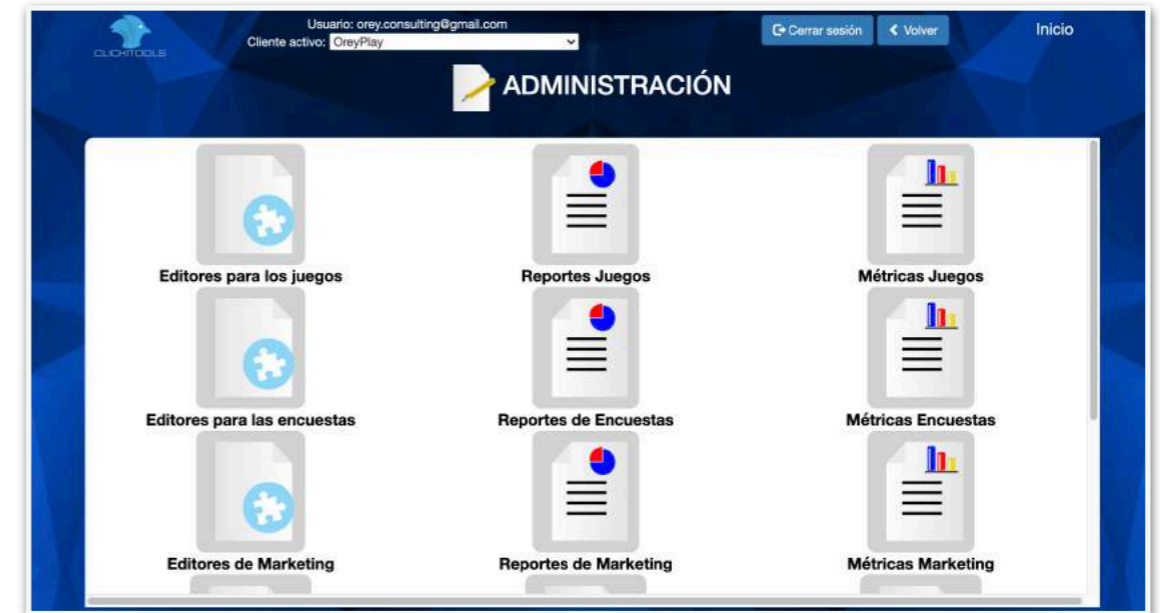 Usuario: orey.consulting@gmail.com
Cliente activo: OreyPlay
Cerrar sesión
Volver
Inicio
CLICKITOOLS
ADMINISTRACIÓN
Editores para los juegos
Reportes Juegos
Métricas Juegos
Editores para las encuestas
Reportes de Encuestas
Métricas Encuestas
Editores de Marketing
Reportes de Marketing
Métricas Marketing